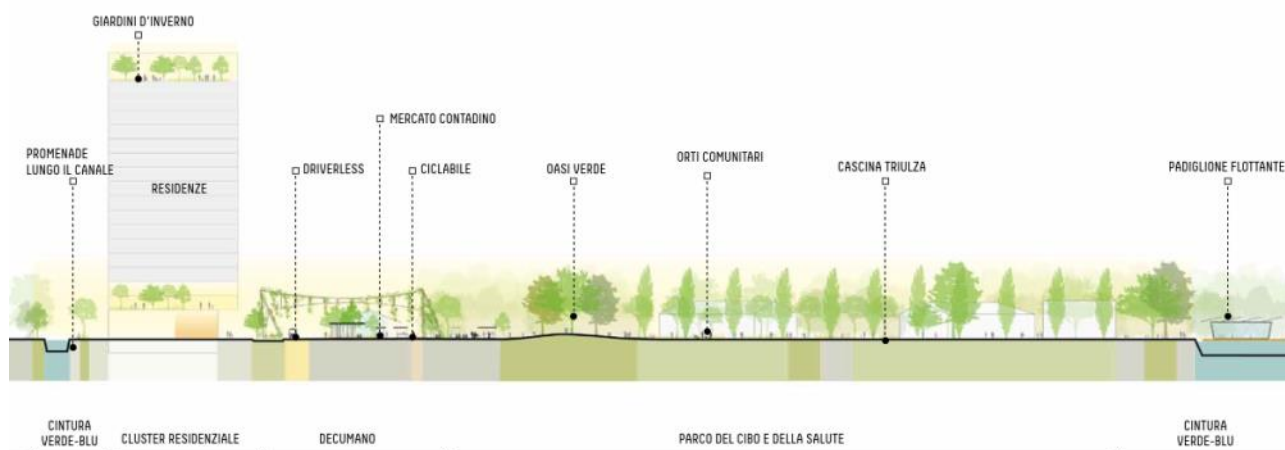 GIARDINI D'INVERNO
MERCATO CONTADINO
PROMENADE
LUNGO IL CANALE
RESIDENZE
DRIVERLESS
CICLABILE
OASI VERDE
ORTI COMUNITARI
CASCINA TRIULZA
PADIGLIONE FLOTTANTE
CINTURA
VERDE-BLU
CLUSTER RESIDENZIALE
DECUMANO
PARCO DEL CIBO E DELLA SALUTE
CINTURA
VERDE-BLU